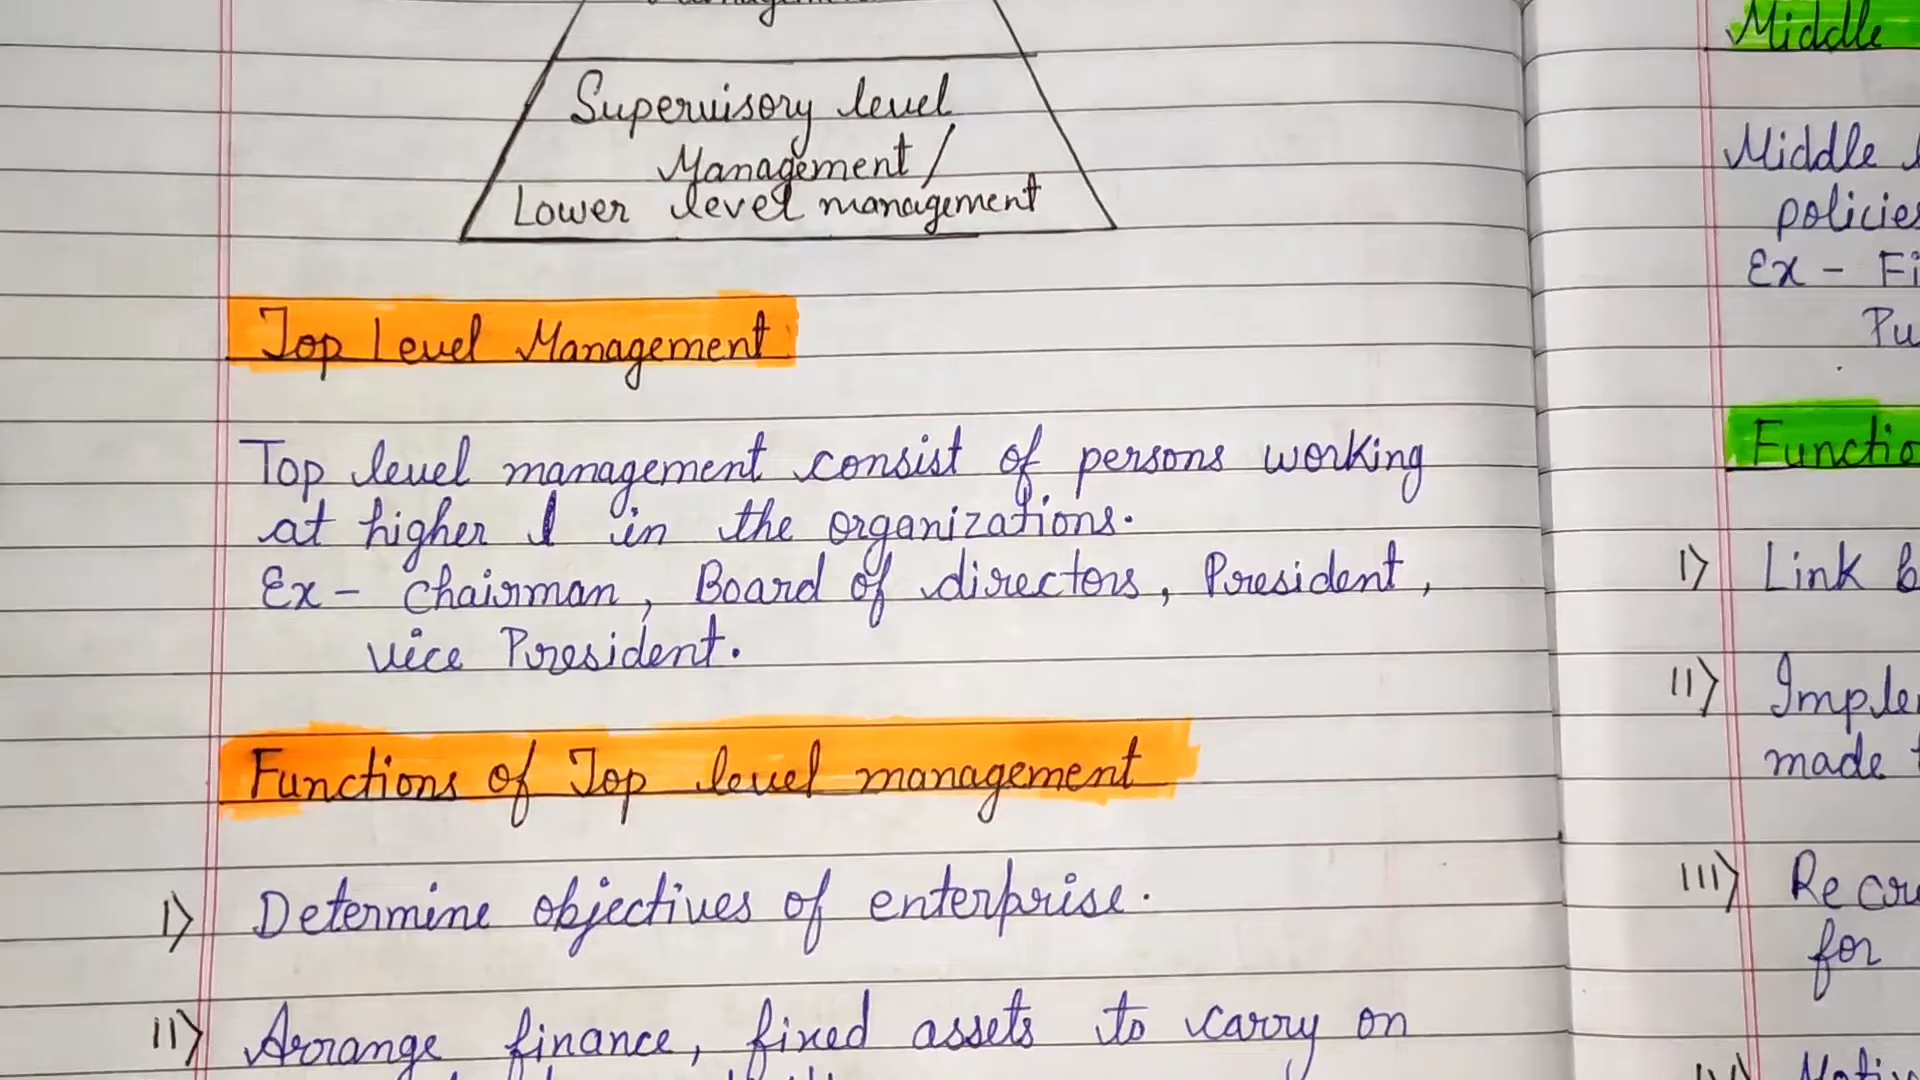 Supervisory level
Management /
Lower level management
Top Level Management
Top level management consist of persons working
at higher in the organizations.
Ex - Chairman, Board of directors, President,
vice President.
Functions of Top level management
I) Determine objectives of enterprise.
II) Arrange finance, fixed assets to carry on
Middle
Middle
policies
Ex - Fi
Pu
Functio
I) Link b
II) Imple
made t
III) Recru
for